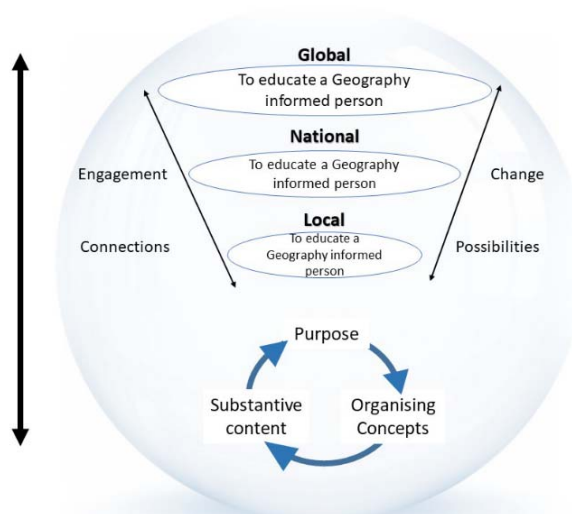 Global
To educate a Geography
informed person
National
To educate a Geography
informed person
Engagement
Change
Local
To educate a
Geography informed
person
Connections
Possibilities
Purpose
Substantive
content
Organising
Concepts